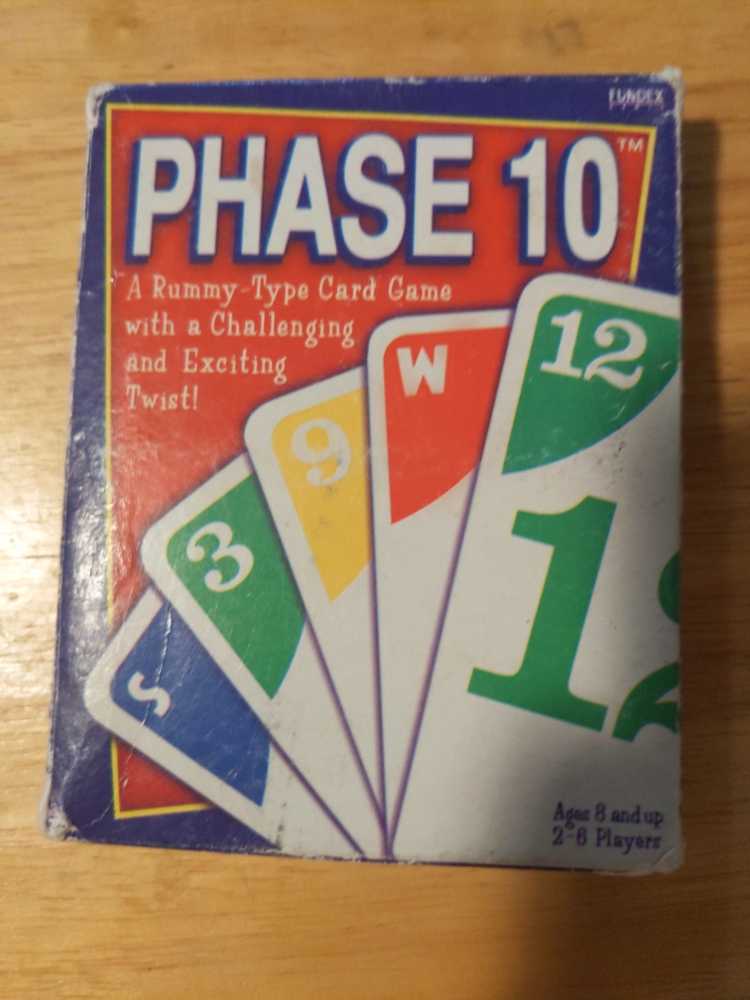 FUNDEX
PHASE 10™
A Rummy-Type Card Game
with a Challenging
and Exciting
Twist!
S
3
9
W
12
12
Ages 8 and up
2-6 Players